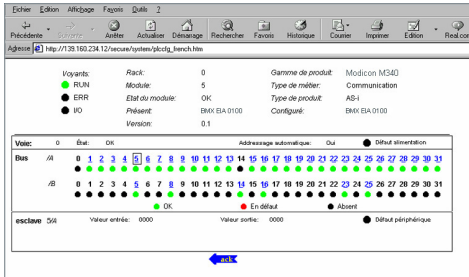 Fichier Edition Affichage Favoris Outils ?
Précédente Suivante Arrêter Actualiser Démarrage Rechercher Favoris Historique Courrier Imprimer Edition Real.com
Adresse http://139.160.234.12/secure/system/plccfg_french.htm
Voyants: Rack: 0 Gamme de produit: Modicon M340
RUN Module: 5 Type de métier: Communication
ERR Etat du module: OK Type de produit: AS-i
I/O Présent: BMX EIA 0100 Configuré: BMX EIA 0100
Version: 0.1
Voie: 0 État: OK Addressage automatique: Oui Défaut alimentation
Bus /A 0 1 2 3 4 5 6 7 8 9 10 11 12 13 14 15 16 17 18 19 20 21 22 23 24 25 26 27 28 29 30 31
/B 0 1 2 3 4 5 6 7 8 9 10 11 12 13 14 15 16 17 18 19 20 21 22 23 24 25 26 27 28 29 30 31
OK En défaut Absent
esclave 5/A Valeur entrée: 0000 Valeur sortie: 0000 Défaut périphérique
ack